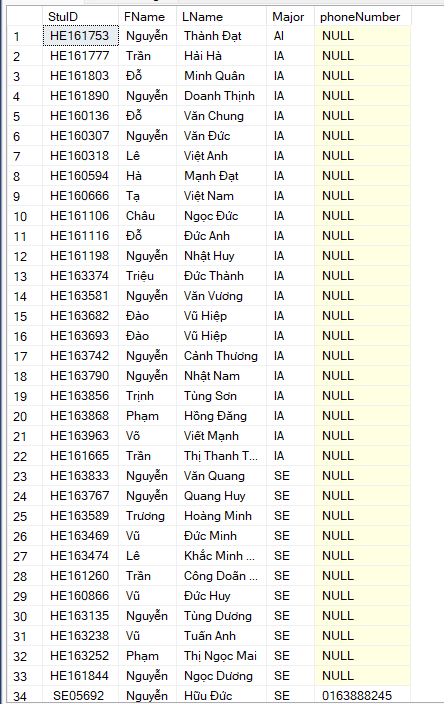 StuID FName LName Major phoneNumber
1 HE161753 Nguyễn Thành Đạt AI NULL
2 HE161777 Trần Hải Hà IA NULL
3 HE161803 Đỗ Minh Quân IA NULL
4 HE161890 Nguyễn Doanh Thịnh IA NULL
5 HE160136 Đỗ Văn Chung IA NULL
6 HE160307 Nguyễn Văn Đức IA NULL
7 HE160318 Lê Việt Anh IA NULL
8 HE160594 Hà Mạnh Đạt IA NULL
9 HE160666 Tạ Việt Nam IA NULL
10 HE161106 Châu Ngọc Đức IA NULL
11 HE161116 Đỗ Đức Anh IA NULL
12 HE161198 Nguyễn Nhật Huy IA NULL
13 HE163374 Triệu Đức Thành IA NULL
14 HE163581 Nguyễn Văn Vương IA NULL
15 HE163682 Đào Vũ Hiệp IA NULL
16 HE163693 Đào Vũ Hiệp IA NULL
17 HE163742 Nguyễn Cảnh Thương IA NULL
18 HE163790 Nguyễn Nhật Nam IA NULL
19 HE163856 Trịnh Tùng Sơn IA NULL
20 HE163868 Phạm Hồng Đăng IA NULL
21 HE163963 Võ Viết Mạnh IA NULL
22 HE161665 Trần Thị Thanh T... IA NULL
23 HE163833 Nguyễn Văn Quang SE NULL
24 HE163767 Nguyễn Quang Huy SE NULL
25 HE163589 Trương Hoàng Minh SE NULL
26 HE163469 Vũ Đức Minh SE NULL
27 HE163474 Lê Khắc Minh ... SE NULL
28 HE161260 Trần Công Doãn ... SE NULL
29 HE160866 Vũ Đức Huy SE NULL
30 HE163135 Nguyễn Tùng Dương SE NULL
31 HE163238 Vũ Tuấn Anh SE NULL
32 HE163252 Phạm Thị Ngọc Mai SE NULL
33 HE161844 Nguyễn Ngọc Dương SE NULL
34 SE05692 Nguyễn Hữu Đức SE 0163888245